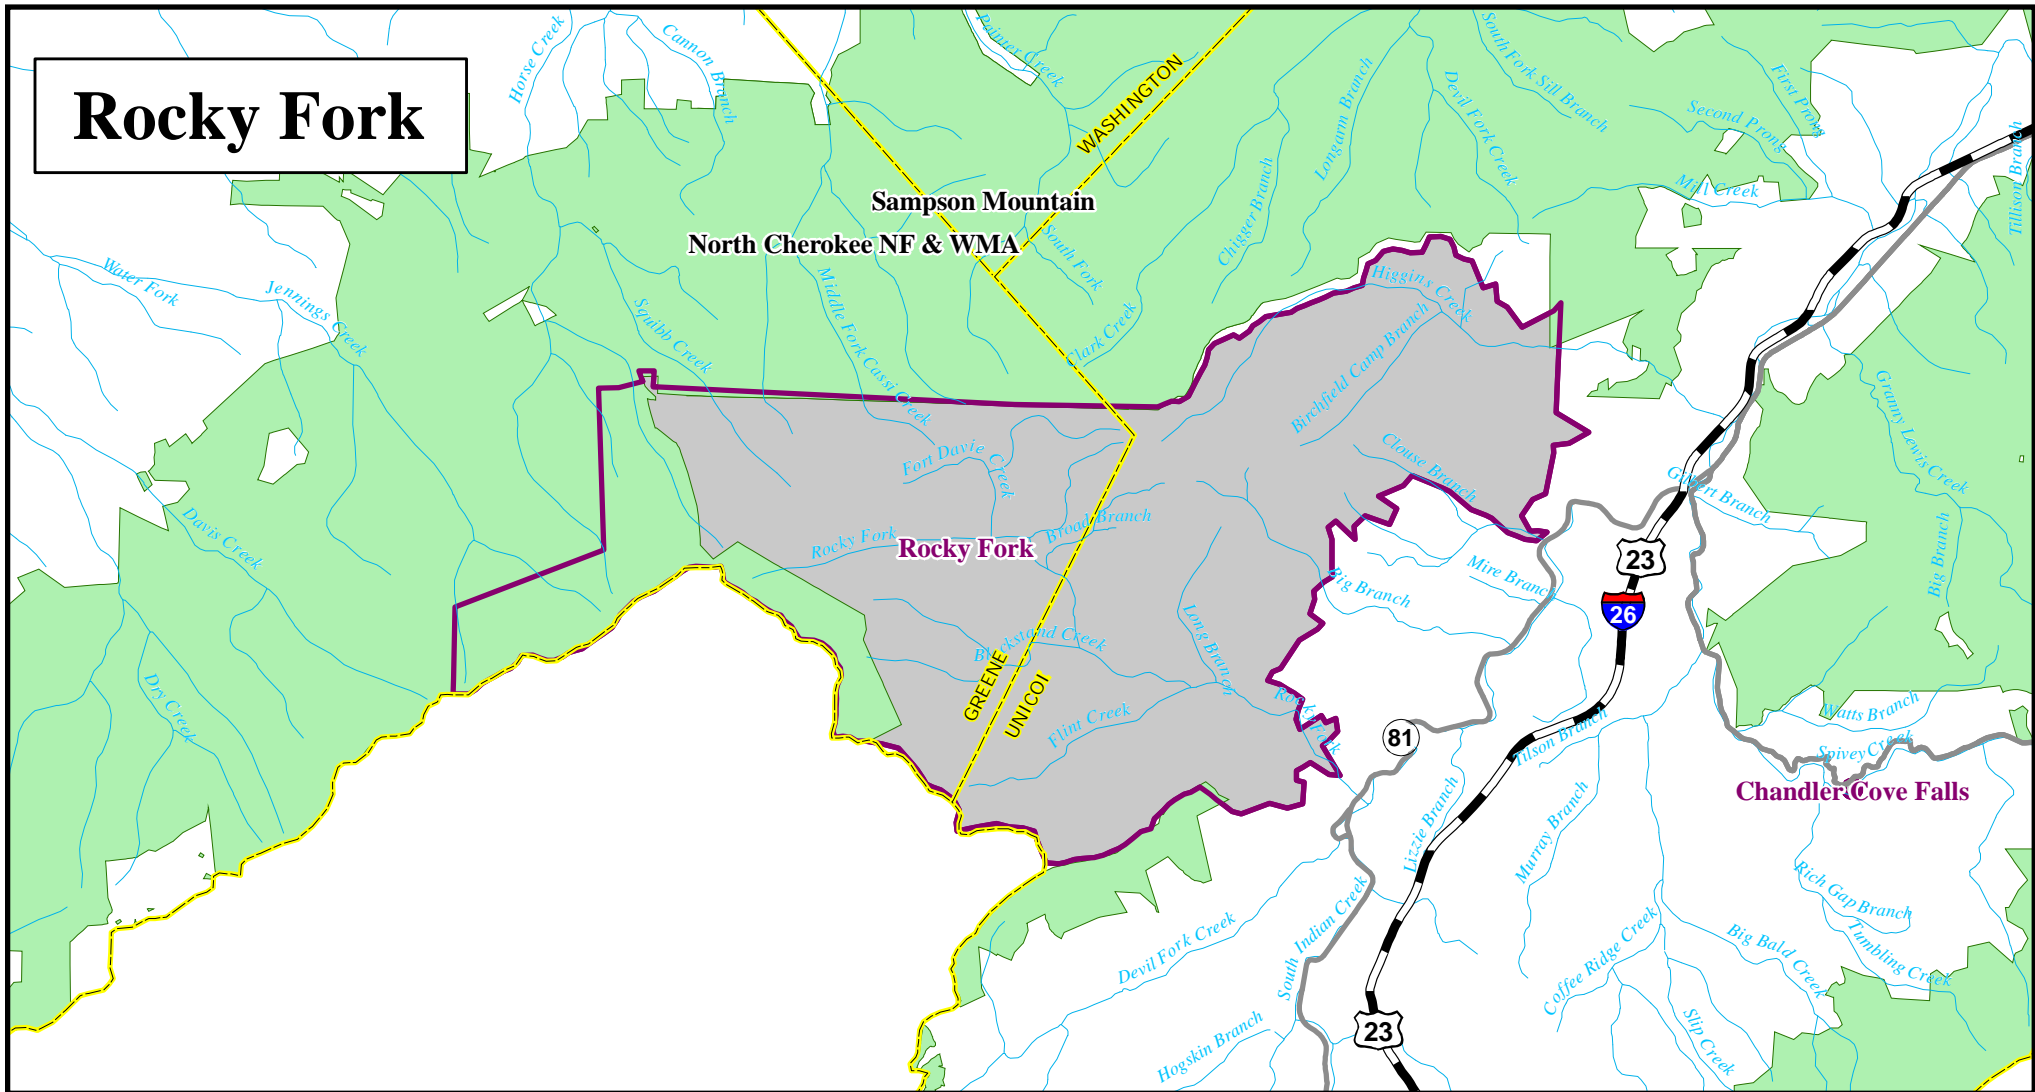 Rocky Fork
Horse Creek
Cannon Branch
Painter Creek
WASHINGTON
South Fork Sill Branch
First Prong
Second Prong
Devil Fork Creek
Longarm Branch
Chigger Branch
Mill Creek
Tillison Branch
Sampson Mountain
North Cherokee NF & WMA
South Fork
Water Fork
Jennings Creek
Squibb Creek
Middle Fork Cassi Creek
Clark Creek
Higgins Creek
Birchfield Camp Branch
Granny Lewis Creek
Clouse Branch
Gilbert Branch
Fort Davie Creek
Davis Creek
Rocky Fork
Broad Branch
Rocky Fork
23
26
Big Branch
Mire Branch
Big Branch
Blockstand Creek
Long Branch
GREENE
UNICOI
Flint Creek
Rocky Fork
Dry Creek
81
Tilson Branch
Watts Branch
Spivey Creek
Chandler Cove Falls
Lizzie Branch
Murray Branch
Rich Gap Branch
Tumbling Creek
Big Bald Creek
Coffee Ridge Creek
Slip Creek
South Indian Creek
Devil Fork Creek
Hogskin Branch
23